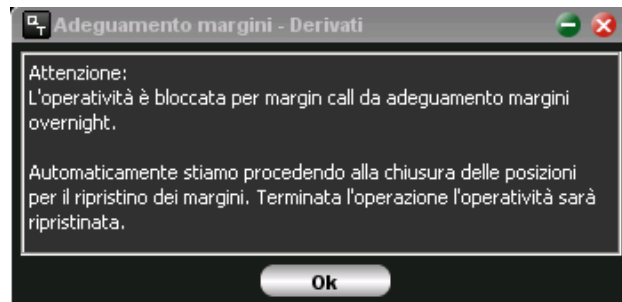 Adeguamento margini - Derivati
Attenzione:
L'operatività è bloccata per margin call da adeguamento margini
overnight.
Automaticamente stiamo procedendo alla chiusura delle posizioni
per il ripristino dei margini. Terminata l'operazione l'operatività sarà
ripristinata.
Ok